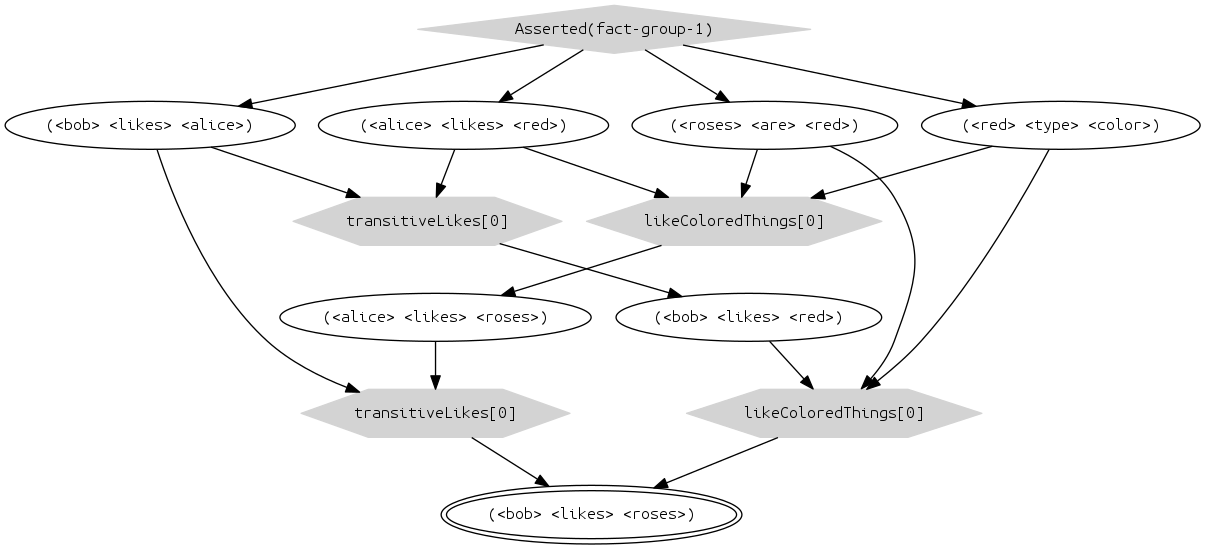 Asserted(fact-group-1)
(<bob> <likes> <alice>)
(<alice> <likes> <red>)
(<roses> <are> <red>)
(<red> <type> <color>)
transitiveLikes[0]
likeColoredThings[0]
(<alice> <likes> <roses>)
(<bob> <likes> <red>)
transitiveLikes[0]
likeColoredThings[0]
(<bob> <likes> <roses>)